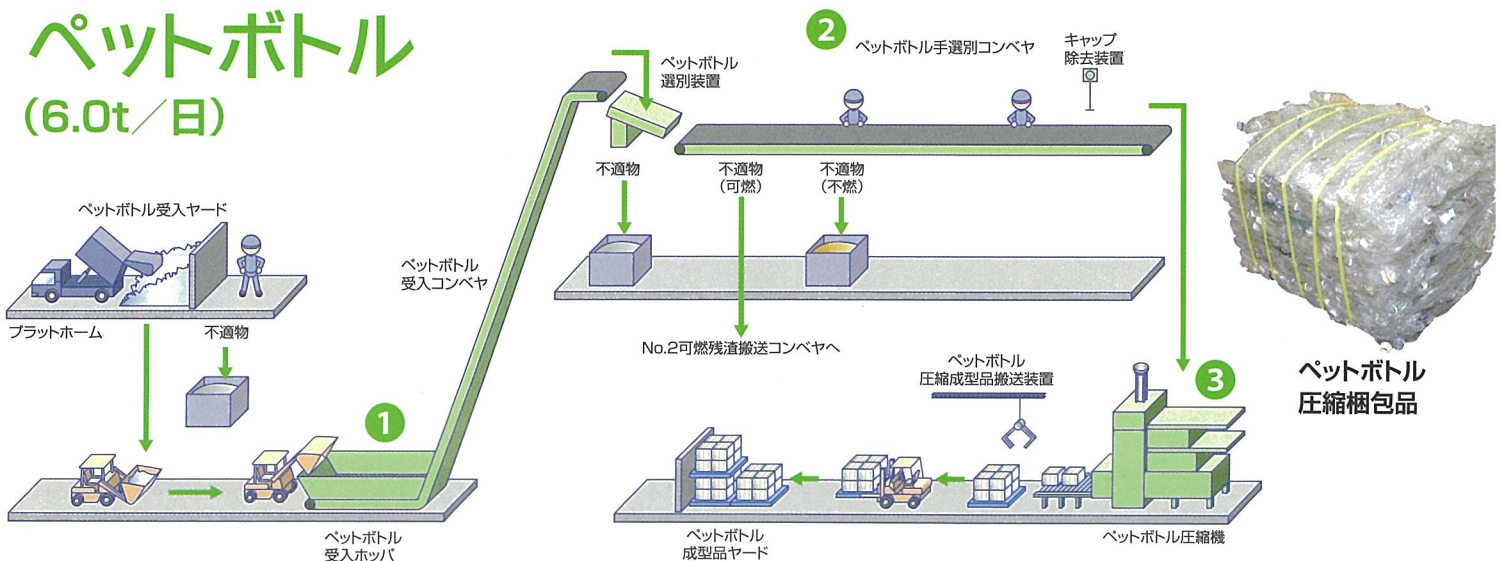 ペットボトル
(6.0t/日)
ペットボトル受入ヤード
プラットホーム
不適物
1
ペットボトル
受入ホッパ
ペットボトル
受入コンベヤ
ペットボトル
選別装置
不適物
2
ペットボトル手選別コンベヤ
キャップ
除去装置
不適物
(可燃)
不適物
(不燃)
No.2可燃残渣搬送コンベヤへ
3
ペットボトル圧縮機
ペットボトル
圧縮成型品搬送装置
ペットボトル
成型品ヤード
ペットボトル
圧縮梱包品